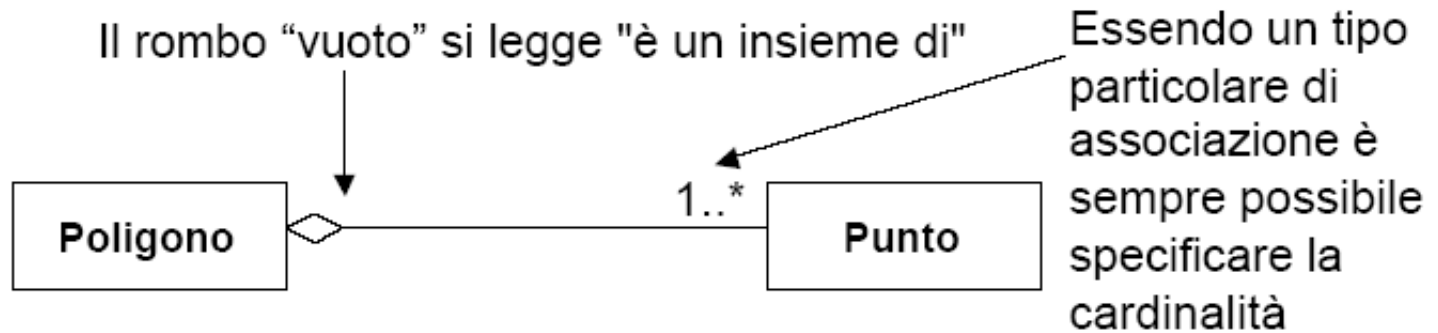 Il rombo “vuoto” si legge "è un insieme di"
Essendo un tipo
particolare di
associazione è
sempre possibile
specificare la
cardinalità
1..*
Poligono
Punto